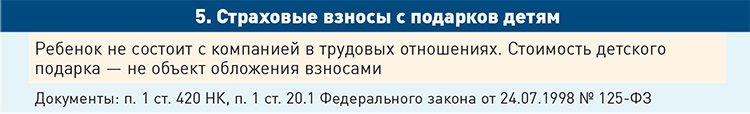 5. Страховые взносы с подарков детям
Ребенок не состоит с компанией в трудовых отношениях. Стоимость детского
подарка — не объект обложения взносами
Документы: п. 1 ст. 420 НК, п. 1 ст. 20.1 Федерального закона от 24.07.1998 № 125-ФЗ